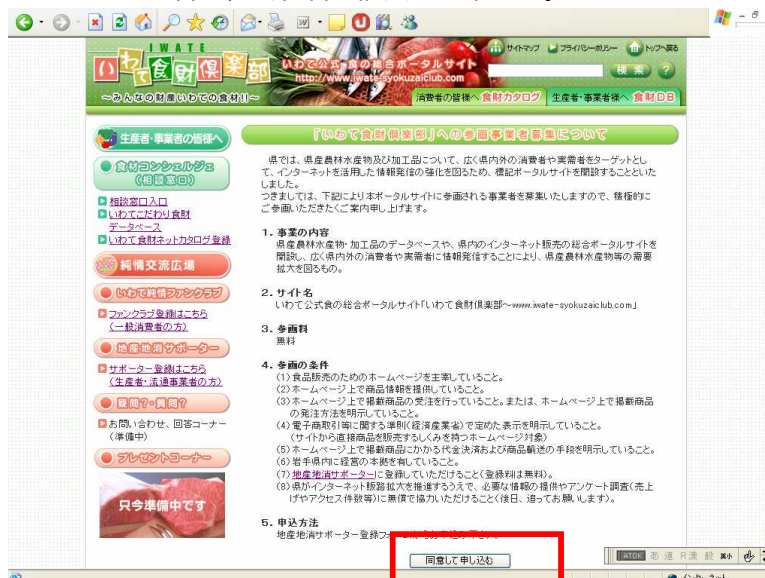 IWATE
いわて食財倶楽部
～みんなの財産いわての食材!!～
いわて公式・食の総合ポータルサイト
http://www.iwate-syokuzaiclub.com
サイトマップ プライバシーポリシー トップへ戻る
検索 ?
消費者の皆様へ 食財カタログ 生産者・事業者様へ 食財DB
生産者・事業者の皆様へ
食材コンシェルジェ
(相談窓口)
相談窓口入口
いわてこだわり食財
データベース
いわて食財ネットカタログ登録
純情交流広場
いわて純情ファンクラブ
ファンクラブ登録はこちら
(一般消費者の方)
地産地消サポーター
サポーター登録はこちら
(生産者・流通事業者の方)
疑問?・質問?
お問い合わせ、回答コーナー
(準備中)
プレゼントコーナー
只今準備中です
「いわて食財倶楽部」への参画事業者募集について
県では、県産農林水産物及び加工品について、広く県内外の消費者や実需者をターゲットとし
て、インターネットを活用した情報発信の強化を図るため、標記ポータルサイトを開設することといた
しました。
つきましては、下記により本ポータルサイトに参画される事業者を募集いたしますので、積極的に
ご参画いただきたくご案内申し上げます。
1. 事業の内容
県産農林水産物・加工品のデータベースや、県内のインターネット販売の総合ポータルサイトを
開設し、広く県内外の消費者や実需者に情報発信することにより、県産農林水産物等の需要
拡大を図るもの。
2. サイト名
いわて公式食の総合ポータルサイト「いわて食財倶楽部～www.iwate-syokuzaiclub.com」
3. 参画料
無料
4. 参画の条件
(1)食品販売のためのホームページを主宰していること。
(2)ホームページ上で商品情報を提供していること。
(3)ホームページ上で掲載商品の受注を行っていること。または、ホームページ上で掲載商品
の発注方法を明示していること。
(4)電子商取引等に関する準則(経済産業省)で定めた表示を明示していること。
(サイトから直接商品を販売するしくみを持つホームページ対象)
(5)ホームページ上で掲載商品にかかる代金決済および商品輸送の手段を明示していること。
(6)岩手県内に経営の本拠を有していること。
(7)地産地消サポーターに登録していただけること(登録料は無料)。
(8)県がインターネット販路拡大を推進するうえで、必要な情報の提供やアンケート調査(売上
げやアクセス件数等)に無償で協力いただけること(後日、追ってお願いします)。
5. 申込方法
地産地消サポーター登録フォ
同意して申し込む
ATOK あ 連 R漢